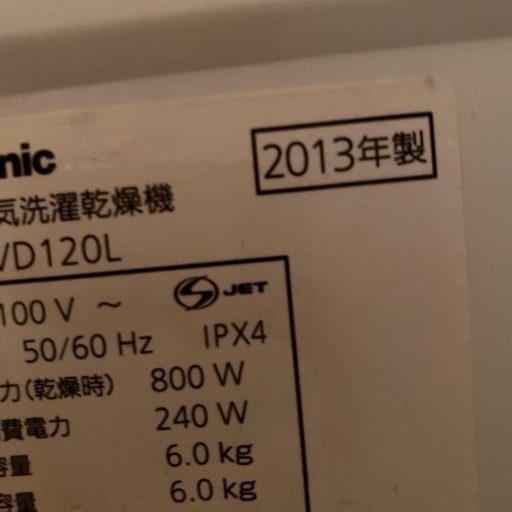 nic
2013年製
気洗濯乾燥機
VD120L
100 V ~
JET
50/60 Hz IPX4
力(乾燥時) 800 W
費電力 240 W
容量 6.0 kg
容量 6.0 kg